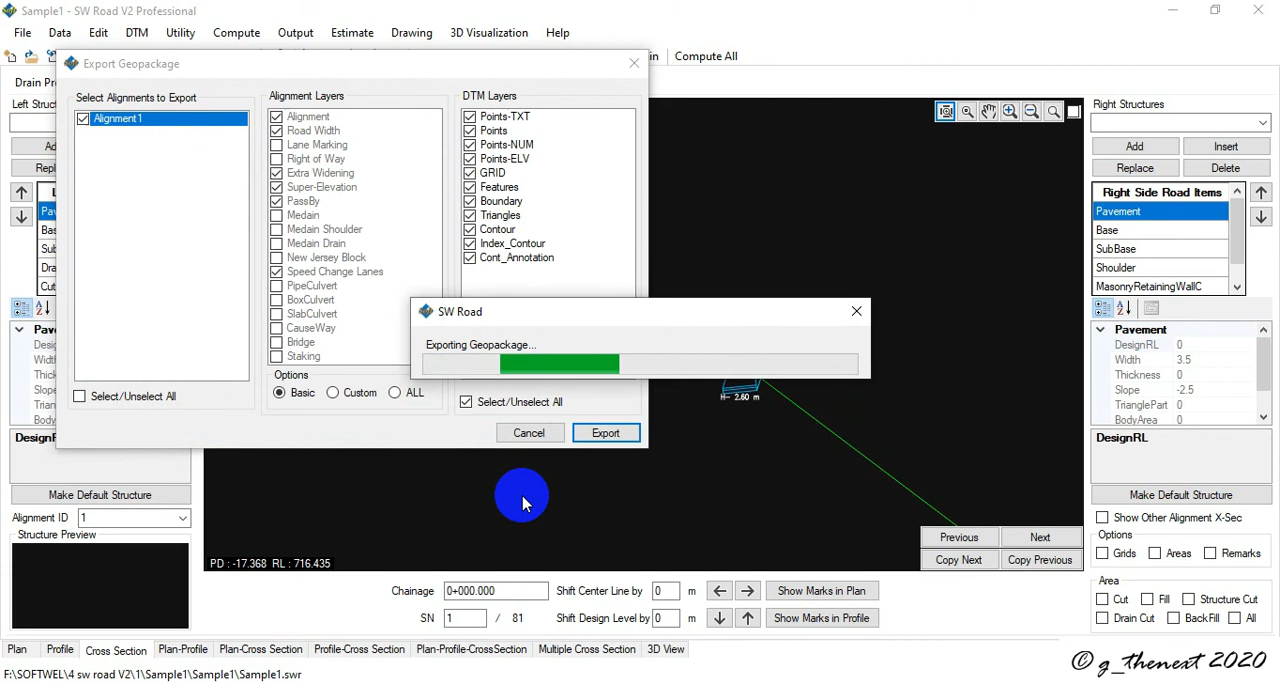 Sample1 - SW Road V2 Professional
File Data Edit DTM Utility Compute Output Estimate Drawing 3D Visualization Help
Export Geopackage
Compute All
Select Alignments to Export
Alignment1
Select/Unselect All
Alignment Layers
Alignment
Road Width
Lane Marking
Right of Way
Extra Widening
Super-Elevation
PassBy
Medain
Medain Shoulder
Medain Drain
New Jersey Block
Speed Change Lanes
PipeCulvert
BoxCulvert
SlabCulvert
CauseWay
Bridge
Staking
Options
Basic Custom ALL
DTM Layers
Points-TXT
Points
Points-NUM
Points-ELV
GRID
Features
Boundary
Triangles
Contour
Index_Contour
Cont_Annotation
Select/Unselect All
Cancel Export
SW Road
Exporting Geopackage...
H- 2.60 m
PD : -17.368 RL : 716.435
Make Default Structure
Alignment ID 1
Structure Preview
Right Structures
Add Insert
Replace Delete
Right Side Road Items
Pavement
Base
SubBase
Shoulder
MasonryRetainingWallC
Pavement
DesignRL 0
Width 3.5
Thickness 0
Slope -2.5
TrianglePart 0
BodyArea 0
DesignRL
Make Default Structure
Show Other Alignment X-Sec
Options
Grids Areas Remarks
Area
Cut Fill Structure Cut
Drain Cut BackFill All
Previous Next
Copy Next Copy Previous
Chainage 0+000.000 Shift Center Line by 0 m Show Marks in Plan
SN 1 / 81 Shift Design Level by 0 m Show Marks in Profile
Plan Profile Cross Section Plan-Profile Plan-Cross Section Profile-Cross Section Plan-Profile-CrossSection Multiple Cross Section 3D View
F:\SOFTWEL\4 sw road V2\1\Sample1\Sample1\Sample1.swr
© g_thenext 2020